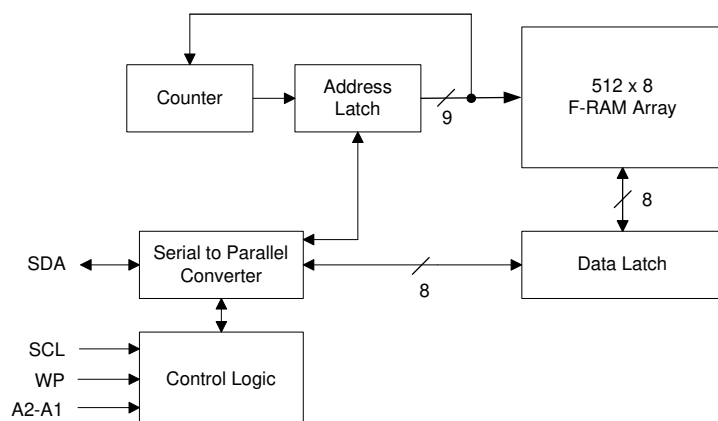 Counter
Address
Latch
9
512 x 8
F-RAM Array
8
SDA
Serial to Parallel
Converter
8
Data Latch
SCL
WP
A2-A1
Control Logic